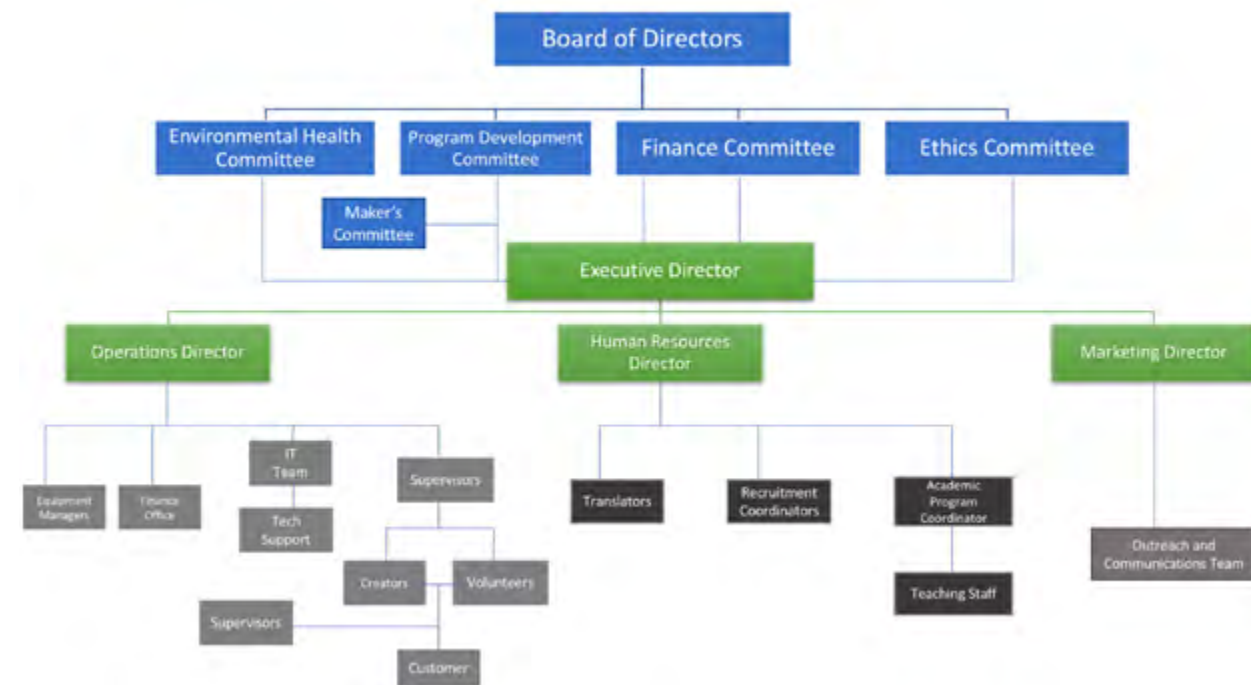 Board of Directors
Environmental Health
Committee
Program Development
Committee
Finance Committee
Ethics Committee
Maker's
Committee
Executive Director
Operations Director
Human Resources
Director
Marketing Director
IT
Team
Supervisors
Equipment
Managers
Finance
Office
Translators
Recruitment
Coordinators
Academic
Program
Coordinator
Tech
Support
Outreach and
Communications Team
Creators
Volunteers
Teaching Staff
Supervisors
Customer